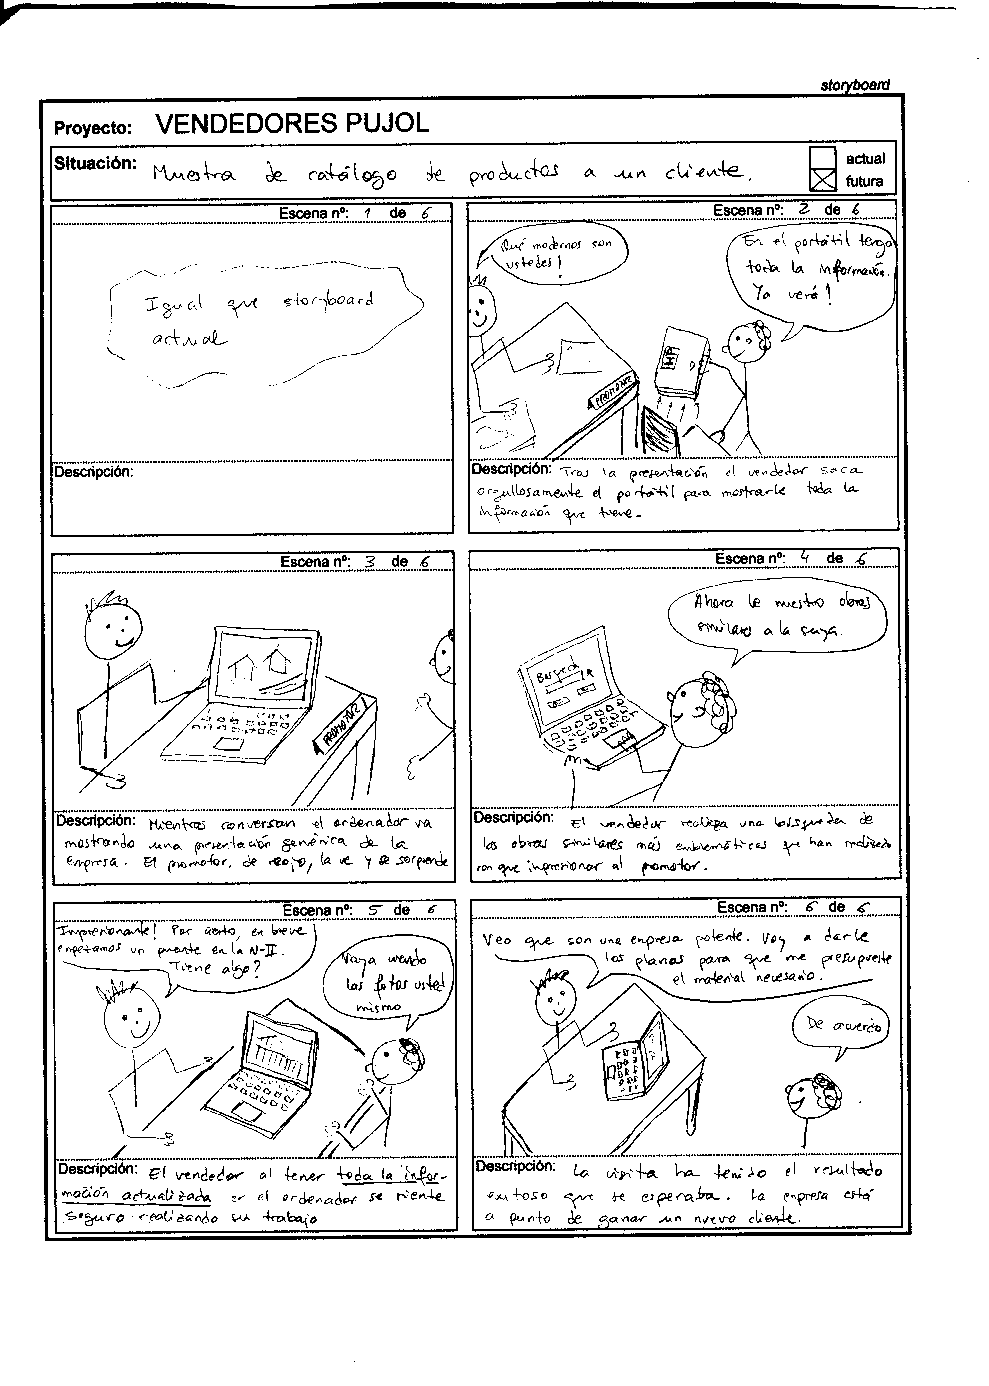 storyboard
Proyecto: VENDEDORES PUJOL
Situación: Muestra de catálogo de productos a un cliente.
actual
futura
Escena nº: 1 de 6
Igual que storyboard
actual
Descripción:
Escena nº: 2 de 6
Qué modernos son
ustedes!
En el portátil tengo
toda la información.
Ya verá!
HP
PROMOTOR
Descripción: Tras la presentación el vendedor saca
orgullosamente el portátil para mostrarle toda la
información que tiene.
Escena nº: 3 de 6
PROMOTOR
Descripción: Mientras conversan el ordenador va
mostrando una presentación genérica de la
empresa. El promotor, de reojo, la ve y se sorprende
Escena nº: 4 de 6
Ahora le muestro obras
similares a la suya.
Descripción: El vendedor realiza una búsqueda de
las obras similares más emblemáticas que han realizado
con que impresionar al promotor.
Escena nº: 5 de 6
Impresionante! Por cierto, en breve
empezamos un puente en la N-II.
Tiene algo?
Vaya viendo
las fotos usted
mismo
Descripción: El vendedor al tener toda la infor-
mación actualizada en el ordenador se siente
seguro realizando su trabajo
Escena nº: 6 de 6
Veo que son una empresa potente. Voy a darle
los planos para que me presupueste
el material necesario.
De acuerdo
Descripción: La visita ha tenido el resultado
exitoso que se esperaba. La empresa está
a punto de ganar un nuevo cliente.